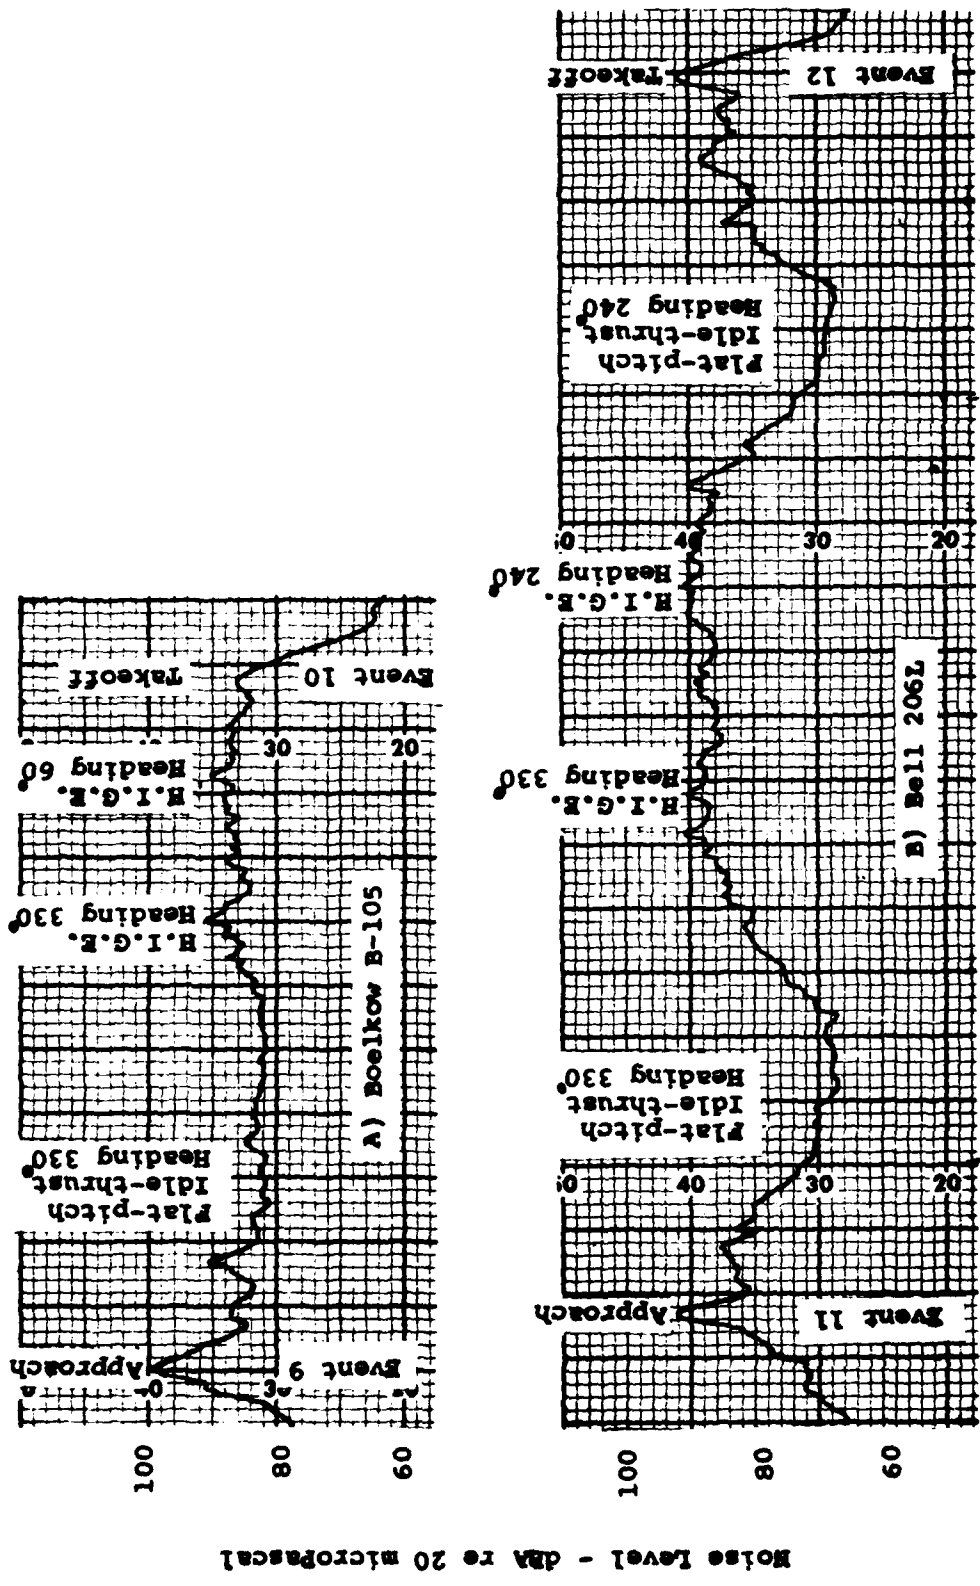 Noise Level - dBA re 20 microPascal
100
80
60
Approach
40
30
Event 9
Flat-pitch
Idle-thrust
Heading 330°
H.I.G.E.
Heading 330°
H.I.G.E.
Heading 60°
30
20
Takeoff
Event 10
A) Boelkow B-105
100
80
60
Approach
Event 11
40
30
20
Flat-pitch
Idle-thrust
Heading 330°
H.I.G.E.
Heading 330°
H.I.G.E.
Heading 240°
40
30
20
Flat-pitch
Idle-thrust
Heading 240°
Takeoff
Event 12
B) Bell 206L